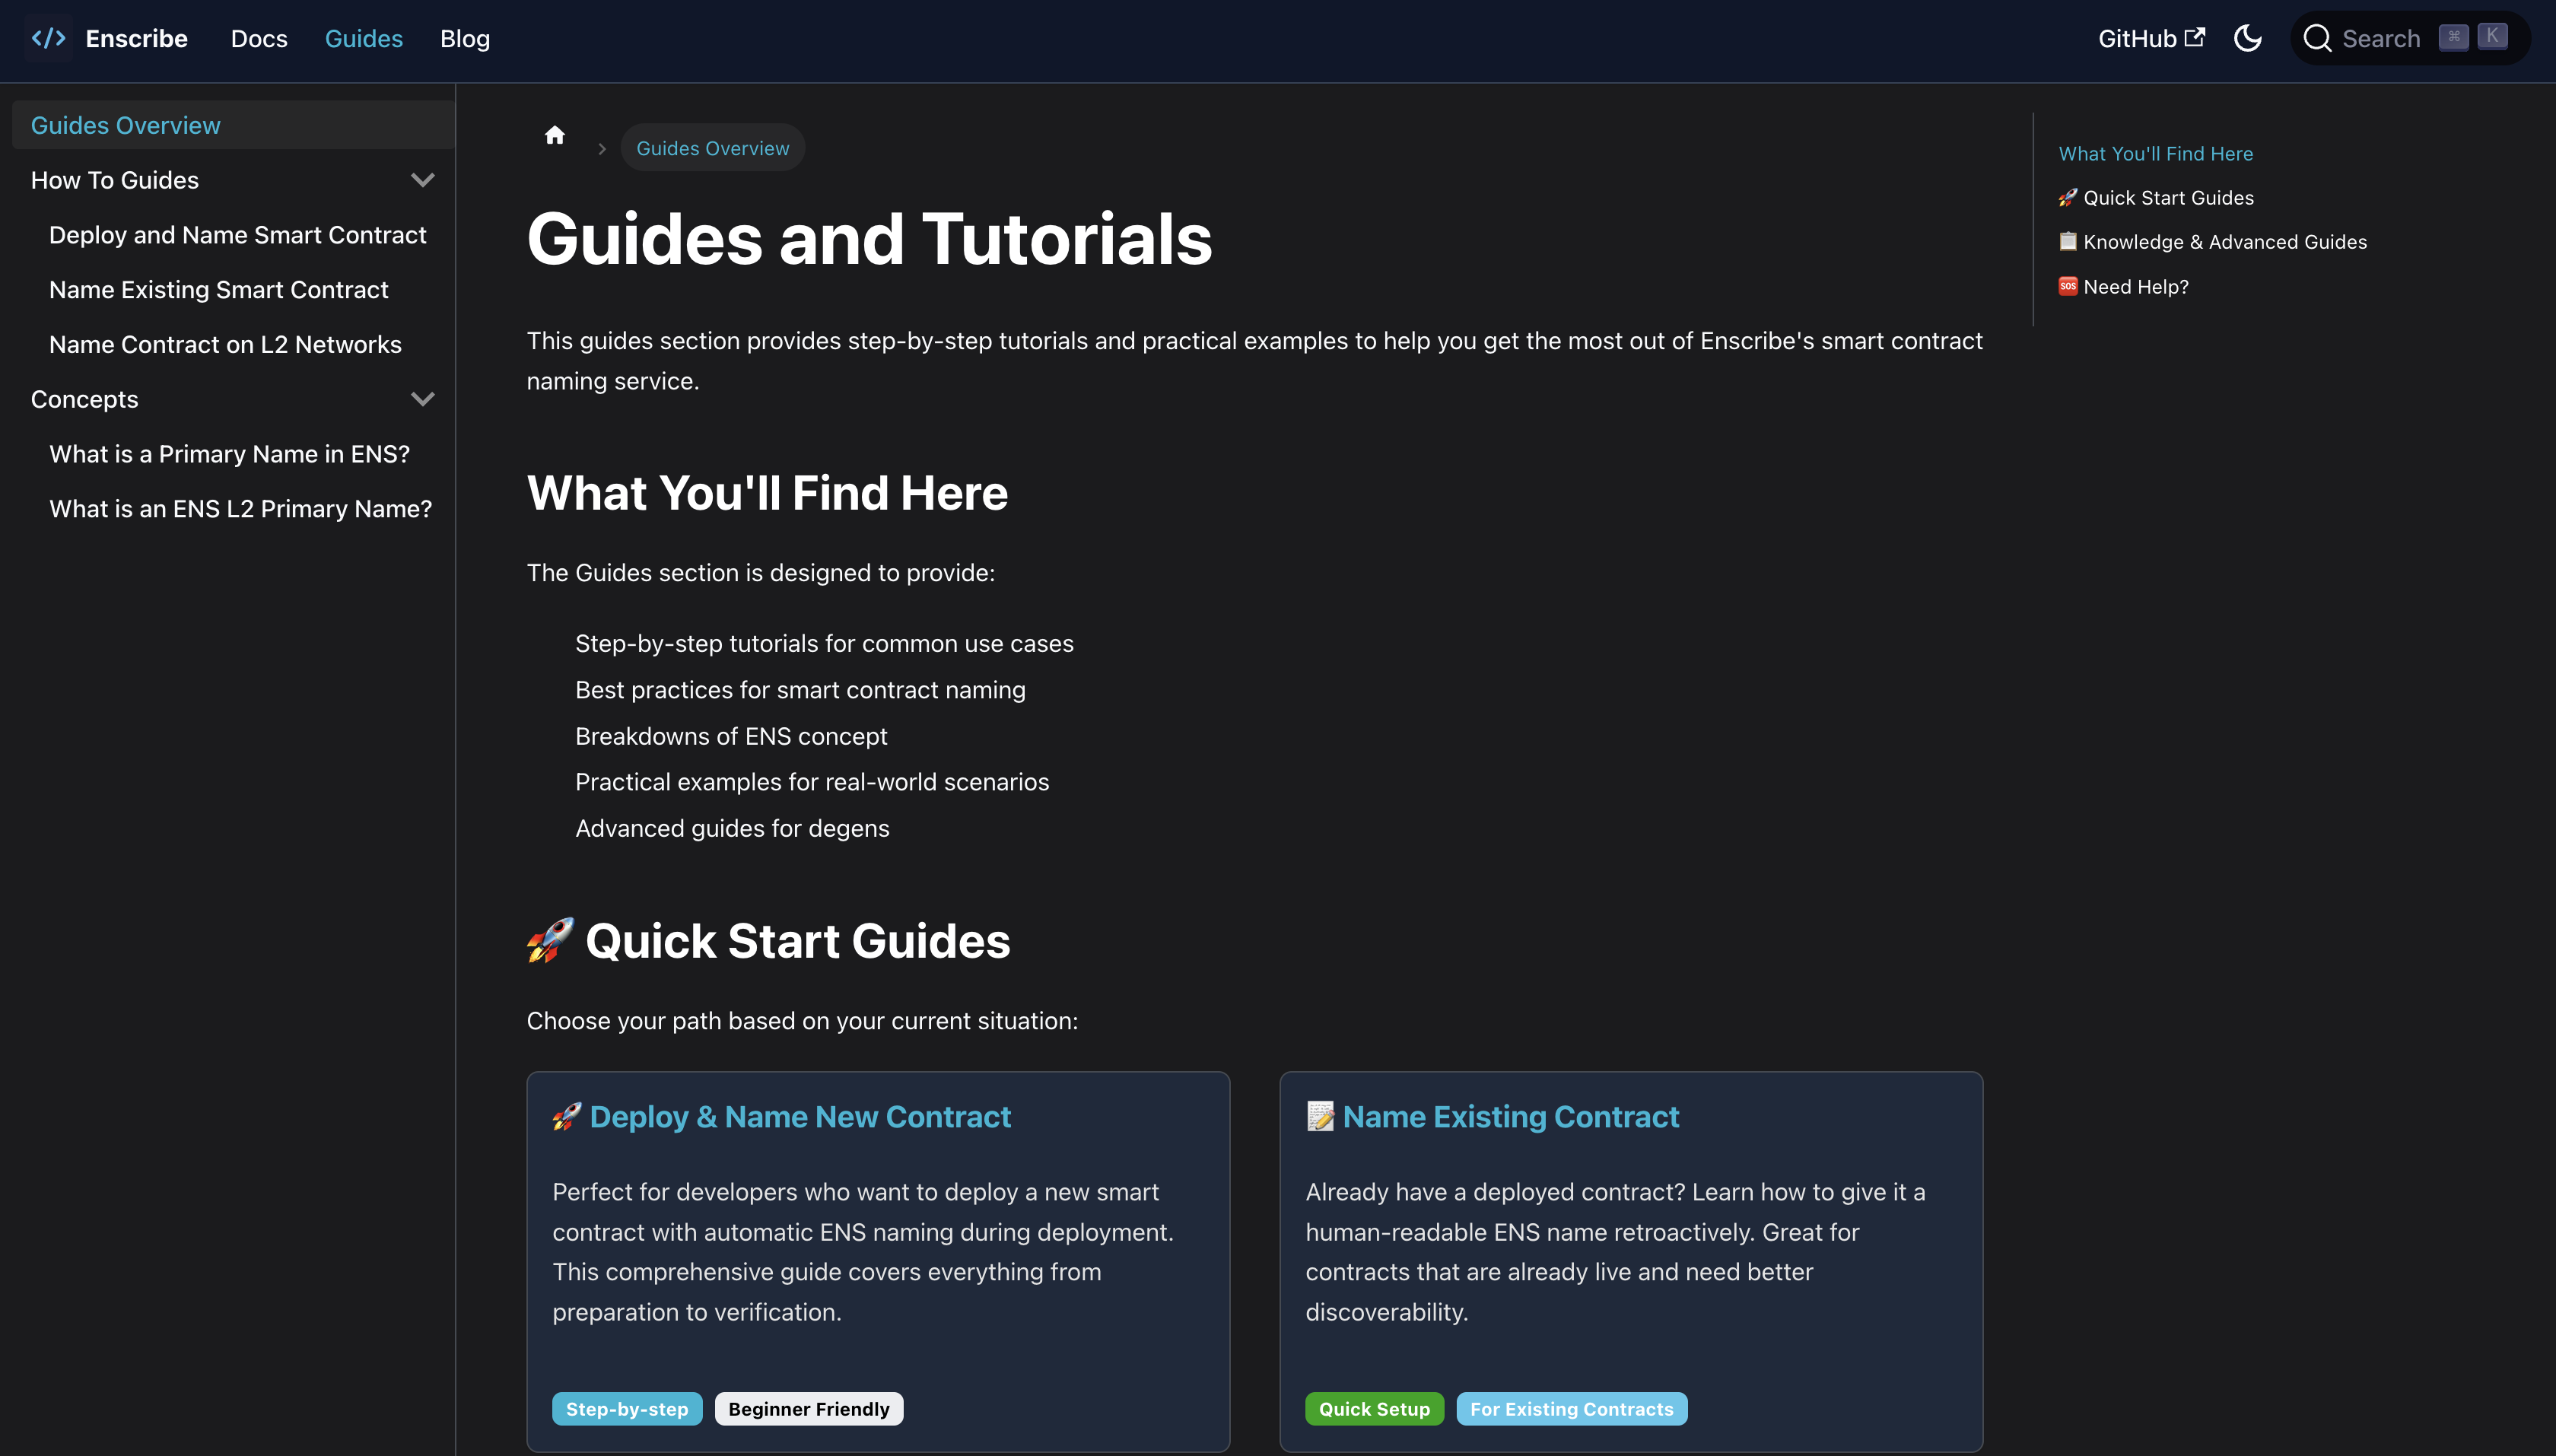 Enscribe Docs Guides Blog GitHub Search ⌘ K
Guides Overview
How To Guides
Deploy and Name Smart Contract
Name Existing Smart Contract
Name Contract on L2 Networks
Concepts
What is a Primary Name in ENS?
What is an ENS L2 Primary Name?
Guides Overview
Guides and Tutorials
This guides section provides step-by-step tutorials and practical examples to help you get the most out of Enscribe's smart contract
naming service.
What You'll Find Here
The Guides section is designed to provide:
Step-by-step tutorials for common use cases
Best practices for smart contract naming
Breakdowns of ENS concept
Practical examples for real-world scenarios
Advanced guides for degens
🚀 Quick Start Guides
Choose your path based on your current situation:
🚀 Deploy & Name New Contract
Perfect for developers who want to deploy a new smart
contract with automatic ENS naming during deployment.
This comprehensive guide covers everything from
preparation to verification.
Step-by-step Beginner Friendly
📝 Name Existing Contract
Already have a deployed contract? Learn how to give it a
human-readable ENS name retroactively. Great for
contracts that are already live and need better
discoverability.
Quick Setup For Existing Contracts
What You'll Find Here
🚀 Quick Start Guides
📋 Knowledge & Advanced Guides
🆘 Need Help?